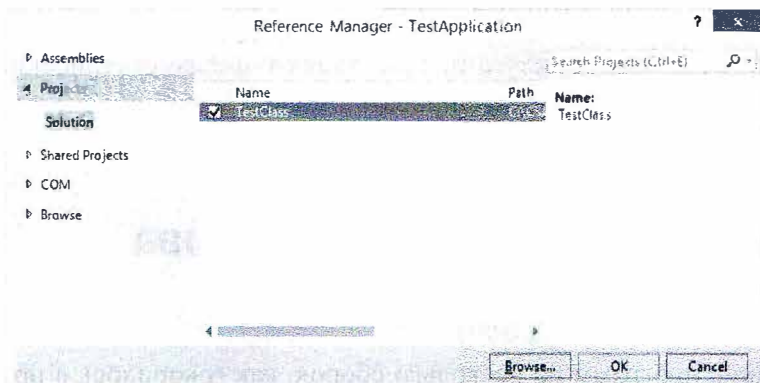 Reference Manager - TestApplication
?
x
Assemblies
Search Projects (Ctrl+E)
Projects
Name
Path
Name:
TestClass
TestClass
Solution
Shared Projects
COM
Browse
Browse...
OK
Cancel